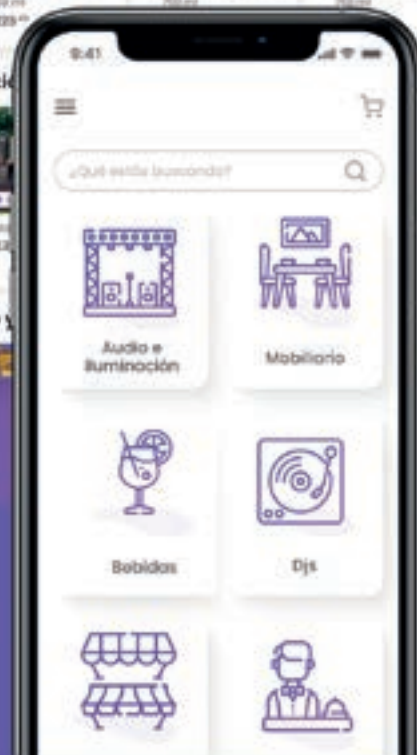 9:41
¿Qué estás buscando?
Audio e
Iluminación
Mobiliario
Bebidas
Djs